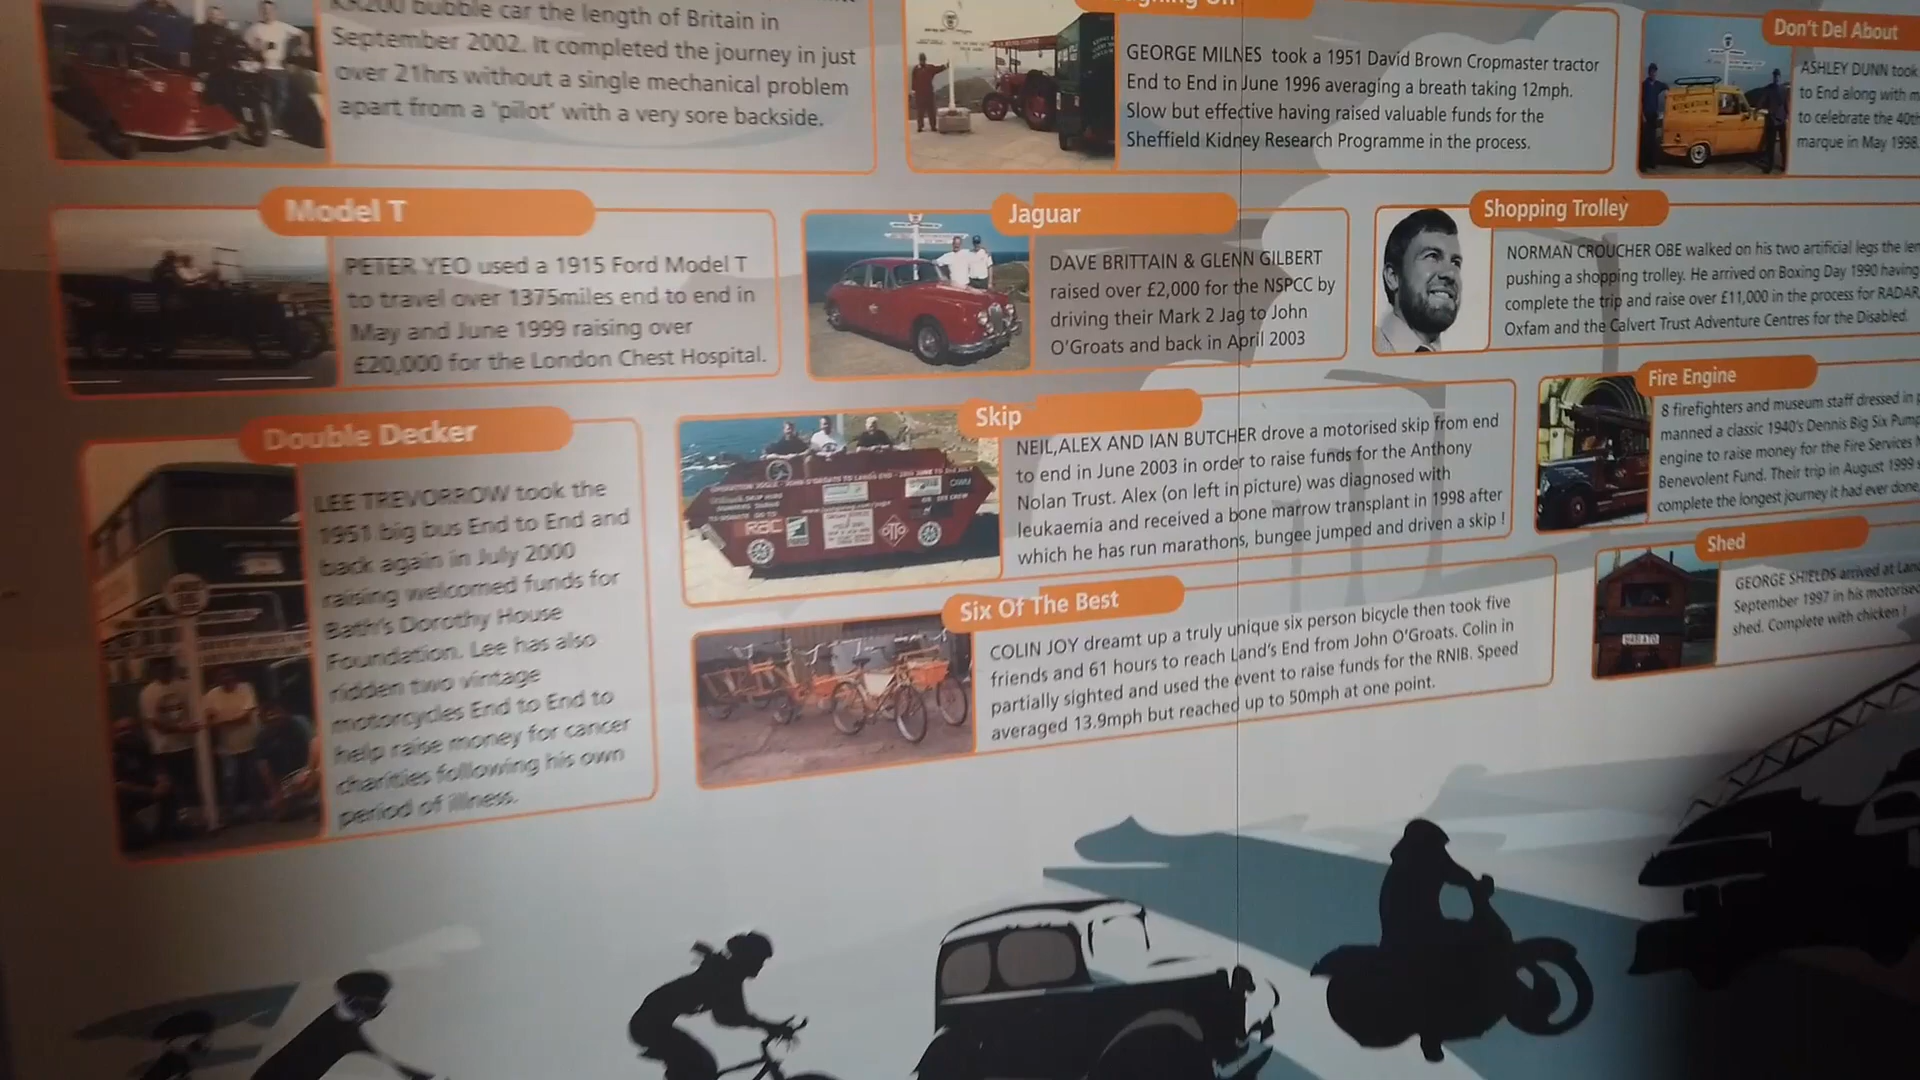 KR200 bubble car the length of Britain in
September 2002. It completed the journey in just
over 21hrs without a single mechanical problem
apart from a 'pilot' with a very sore backside.
GEORGE MILNES took a 1951 David Brown Cropmaster tractor
End to End in June 1996 averaging a breath taking 12mph.
Slow but effective having raised valuable funds for the
Sheffield Kidney Research Programme in the process.
Don't Del About
ASHLEY DUNN took
to End along with m
to celebrate the 40th
marque in May 1998.
Model T
PETER YEO used a 1915 Ford Model T
to travel over 1375miles end to end in
May and June 1999 raising over
£20,000 for the London Chest Hospital.
Jaguar
DAVE BRITTAIN & GLENN GILBERT
raised over £2,000 for the NSPCC by
driving their Mark 2 Jag to John
O'Groats and back in April 2003
Shopping Trolley
NORMAN CROUCHER OBE walked on his two artificial legs the len
pushing a shopping trolley. He arrived on Boxing Day 1990 having
complete the trip and raise over £11,000 in the process for RADAR,
Oxfam and the Calvert Trust Adventure Centres for the Disabled.
Double Decker
LEE TREVORROW took the
1951 big bus End to End and
back again in July 2000
raising welcomed funds for
Bath's Dorothy House
Foundation. Lee has also
ridden two vintage
motorcycles End to End to
help raise money for cancer
charities following his own
period of illness.
Skip
NEIL,ALEX AND IAN BUTCHER drove a motorised skip from end
to end in June 2003 in order to raise funds for the Anthony
Nolan Trust. Alex (on left in picture) was diagnosed with
leukaemia and received a bone marrow transplant in 1998 after
which he has run marathons, bungee jumped and driven a skip !
RAC
OTTO
Fire Engine
8 firefighters and museum staff dressed in p
manned a classic 1940's Dennis Big Six Pump
engine to raise money for the Fire Services
Benevolent Fund. Their trip in August 1999
complete the longest journey it had ever done.
Six Of The Best
COLIN JOY dreamt up a truly unique six person bicycle then took five
friends and 61 hours to reach Land's End from John O'Groats. Colin in
partially sighted and used the event to raise funds for the RNIB. Speed
averaged 13.9mph but reached up to 50mph at one point.
Shed
GEORGE SHIELDS arrived at Lan
September 1997 in his motorised
shed. Complete with chicken !